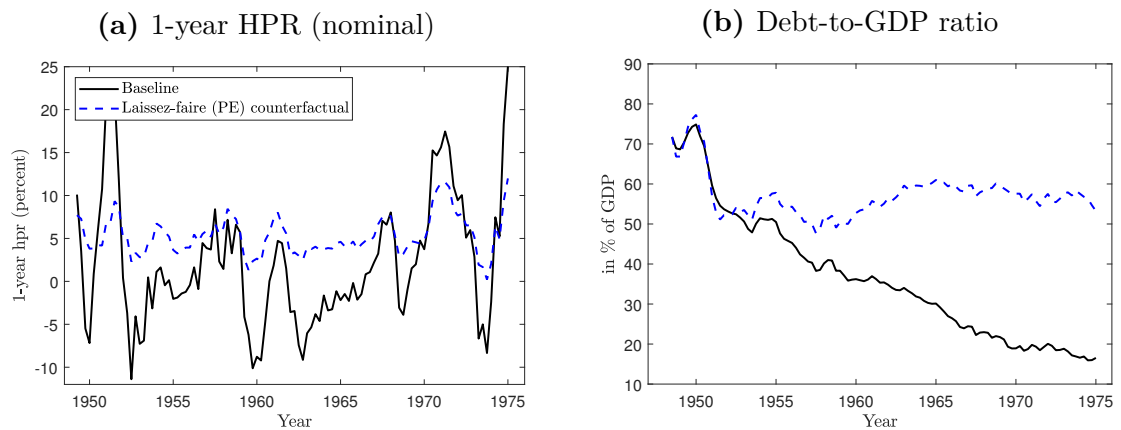 (a) 1-year HPR (nominal)
25
20
15
10
5
0
-5
-10
1-year hpr (percent)
Baseline
Laissez-faire (PE) counterfactual
1950 1955 1960 1965 1970 1975
Year
(b) Debt-to-GDP ratio
90
80
70
60
50
40
30
20
10
in % of GDP
1950 1955 1960 1965 1970 1975
Year